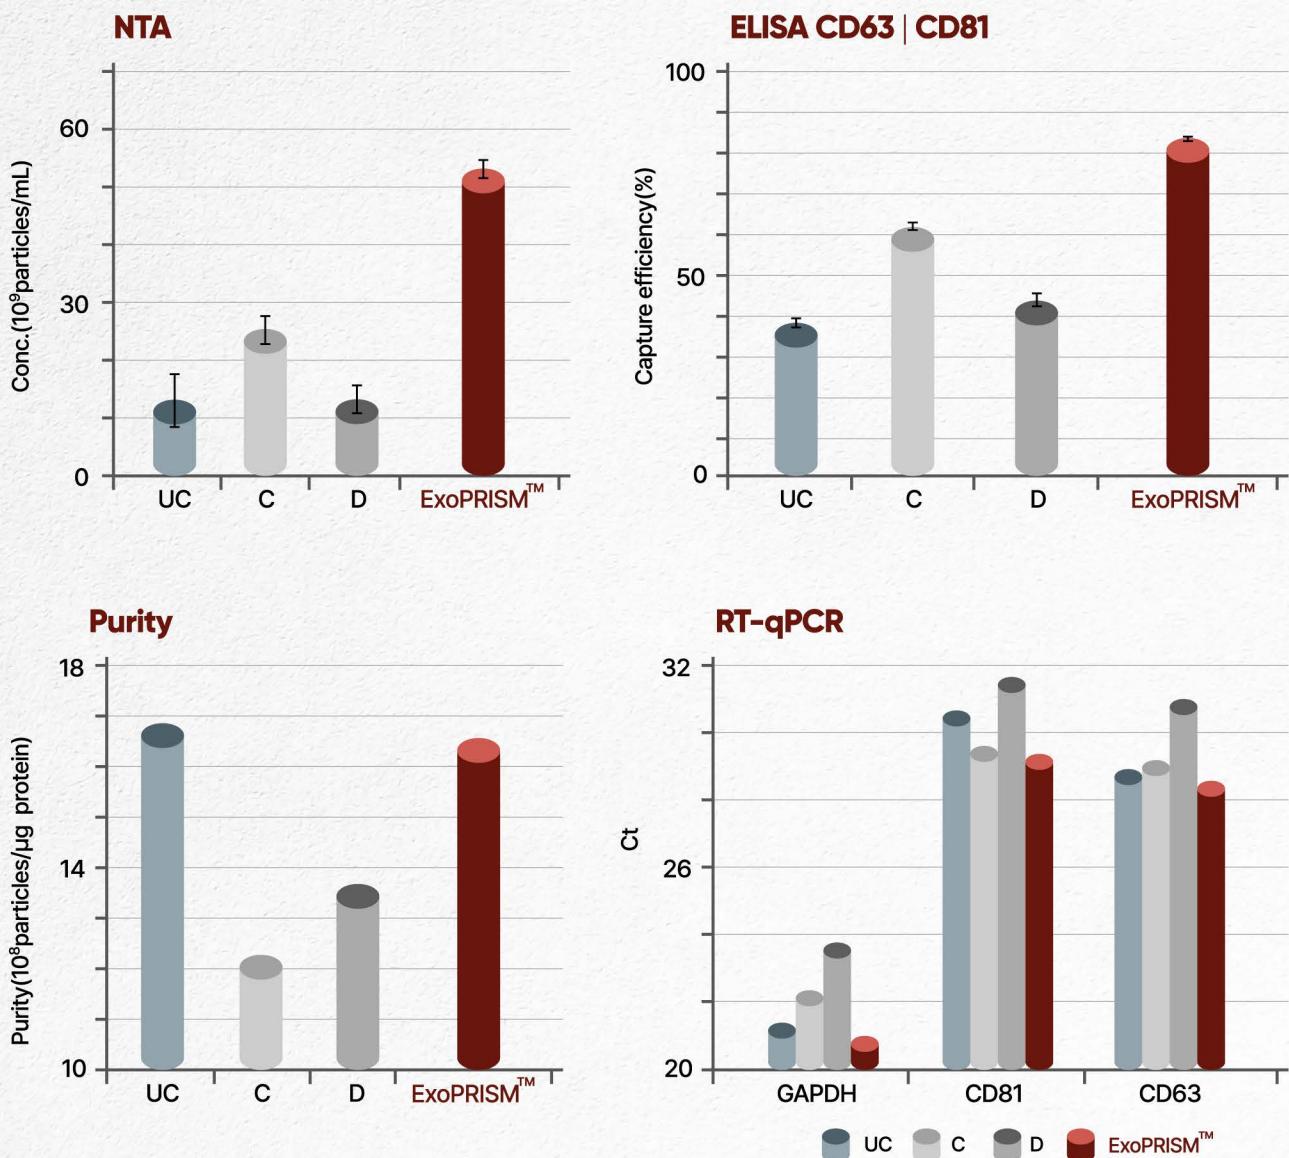 NTA
60
30
0
Conc.(10⁹particles/mL)
UC
C
D
ExoPRISM™
ELISA CD63 | CD81
100
50
0
Capture efficiency(%)
UC
C
D
ExoPRISM™
Purity
18
14
10
Purity(10⁸particles/μg protein)
UC
C
D
ExoPRISM™
RT-qPCR
32
26
20
Ct
GAPDH
CD81
CD63
UC
C
D
ExoPRISM™